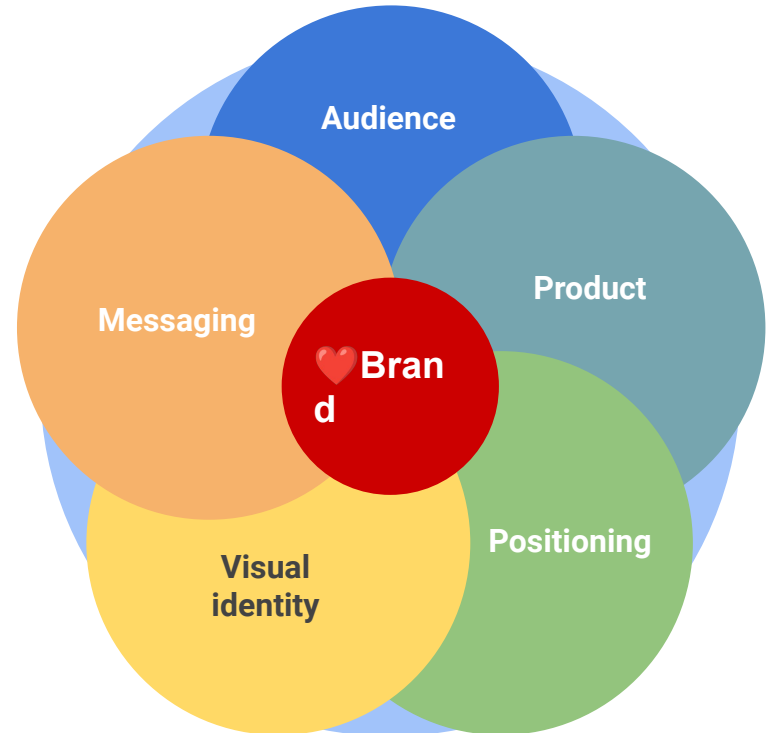 Audience
Product
Messaging
❤️Bran
d
Positioning
Visual
identity